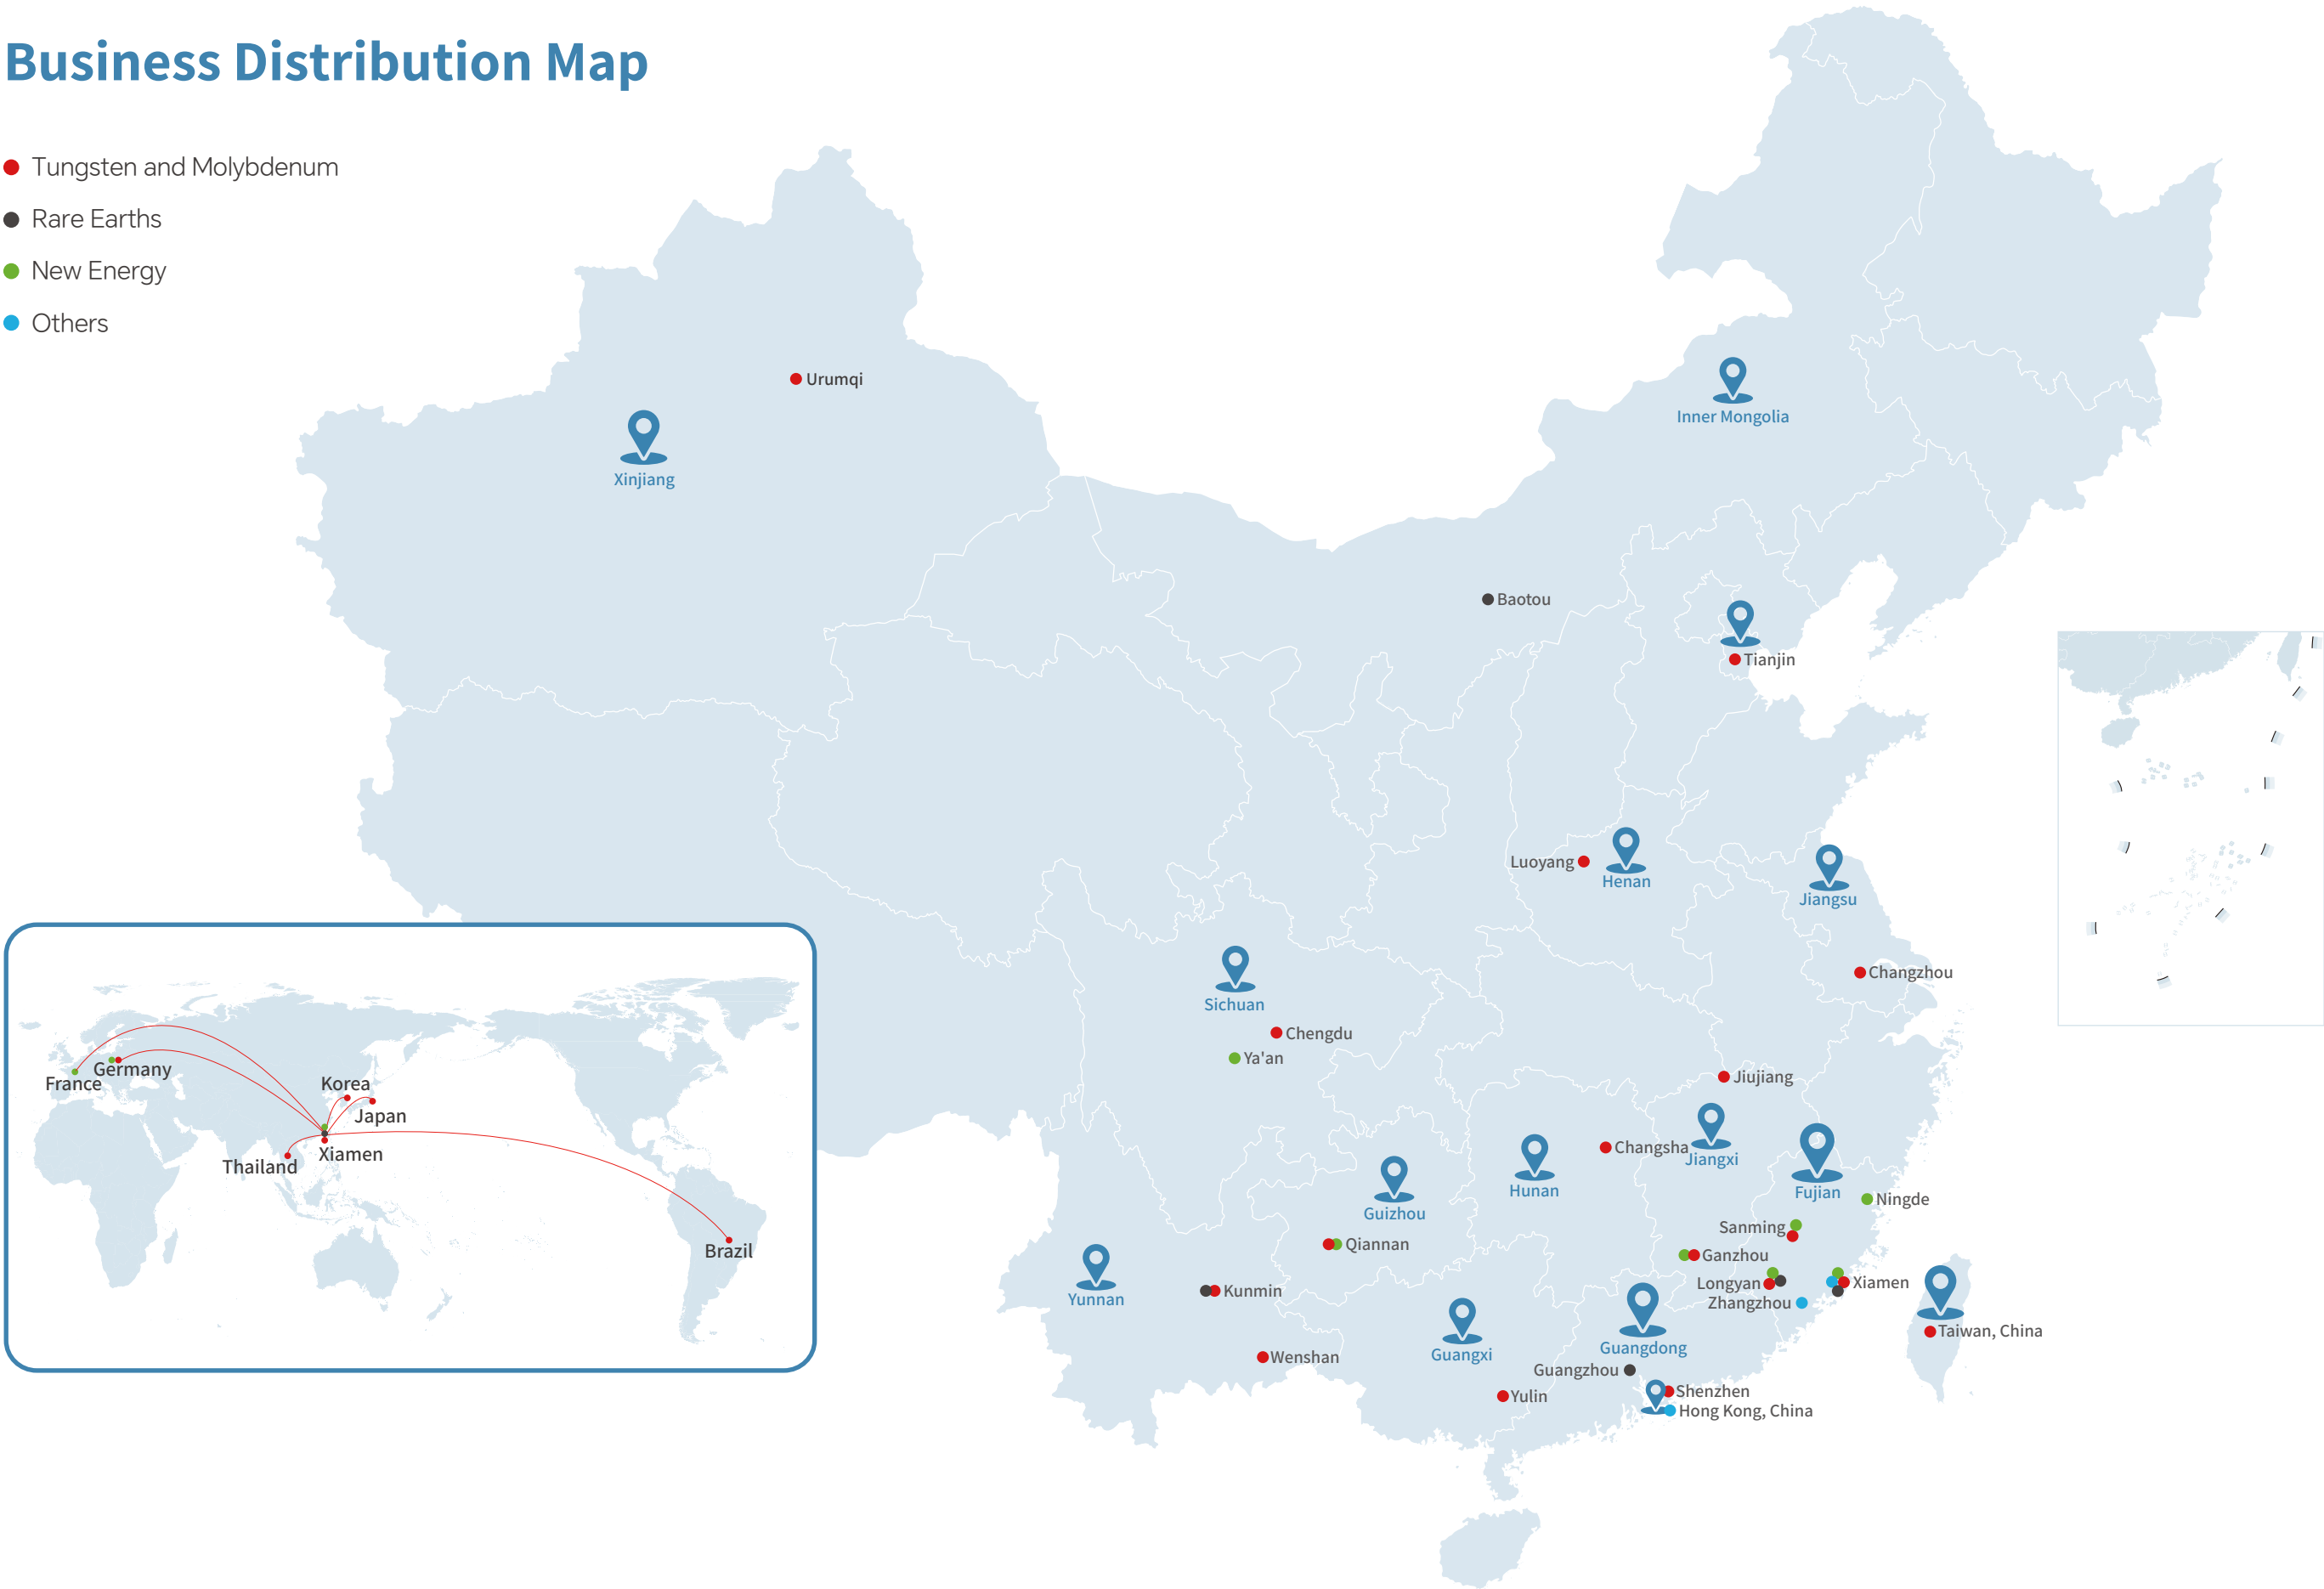 Business Distribution Map
Tungsten and Molybdenum
Rare Earths
New Energy
Others
Urumqi
Xinjiang
Inner Mongolia
Baotou
Tianjin
Luoyang
Henan
Jiangsu
Changzhou
Sichuan
Chengdu
Ya'an
Jiujiang
Changsha
Jiangxi
Hunan
Fujian
Ningde
Guizhou
Sanming
Qiannan
Ganzhou
Longyan
Xiamen
Zhangzhou
Kunmin
Yunnan
Taiwan, China
Guangdong
Guangxi
Wenshan
Guangzhou
Yulin
Shenzhen
Hong Kong, China
France
Germany
Korea
Japan
Xiamen
Thailand
Brazil